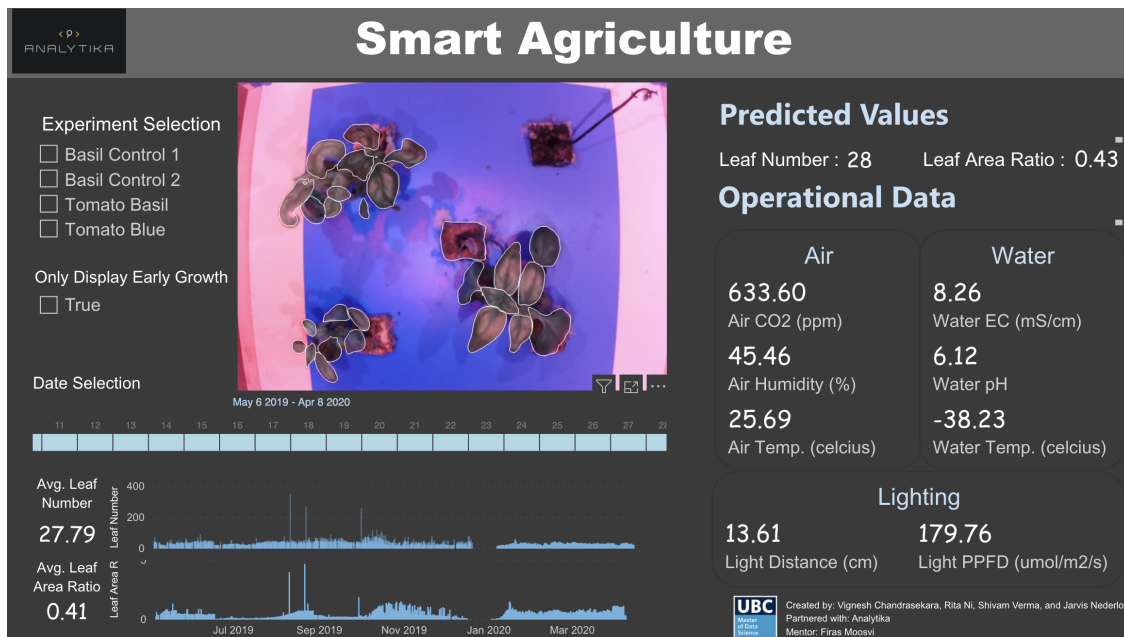 ANALYTIKA
Smart Agriculture
Experiment Selection
Basil Control 1
Basil Control 2
Tomato Basil
Tomato Blue
Only Display Early Growth
True
Date Selection
May 6 2019 - Apr 8 2020
11 12 13 14 15 16 17 18 19 20 22 23 24 25 26 27
Avg. Leaf
Number
27.79
Leaf Number
400
200
0
Avg. Leaf
Area Ratio
0.41
Leaf Area R
0
Jul 2019 Sep 2019 Nov 2019 Jan 2020 Mar 2020
Predicted Values
Leaf Number : 28 Leaf Area Ratio : 0.43
Operational Data
Air
633.60
Air CO2 (ppm)
45.46
Air Humidity (%)
25.69
Air Temp. (celcius)
Water
8.26
Water EC (mS/cm)
6.12
Water pH
-38.23
Water Temp. (celcius)
Lighting
13.61
Light Distance (cm)
179.76
Light PPFD (umol/m2/s)
UBC
Master
of Data
Science
Created by: Vignesh Chandrasekara, Rita Ni, Shivam Verma, and Jarvis Nederlo
Partnered with: Analytika
Mentor: Firas Moosvi